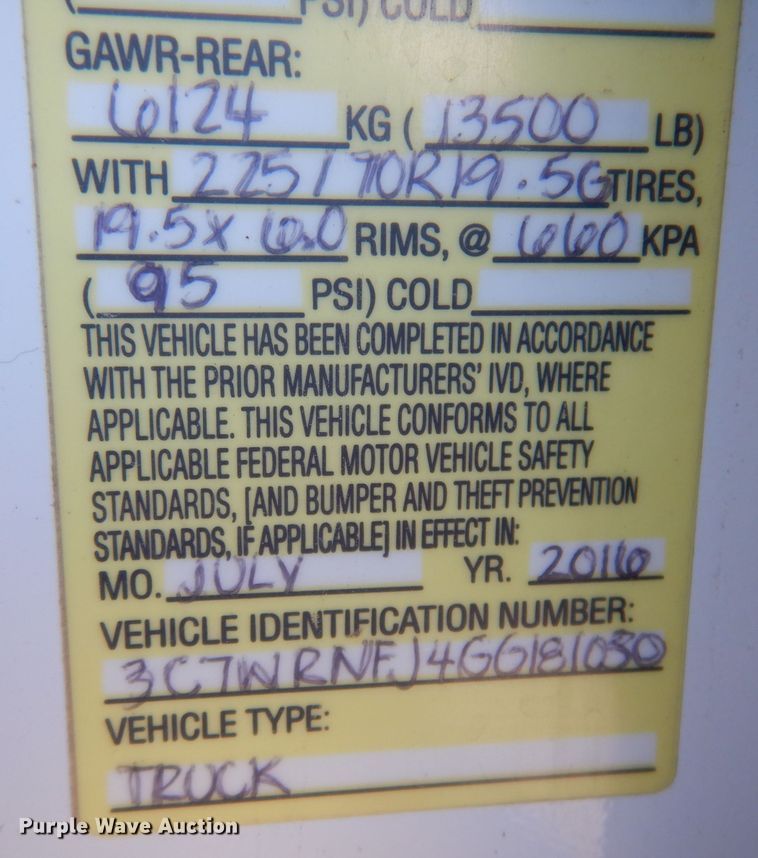 PSI) COLD
GAWR-REAR:
6124 KG ( 13500 LB)
WITH 225/70R19.5G TIRES,
19.5 X 6.0 RIMS, @ 660 KPA
( 95 PSI) COLD
THIS VEHICLE HAS BEEN COMPLETED IN ACCORDANCE
WITH THE PRIOR MANUFACTURERS' IVD, WHERE
APPLICABLE. THIS VEHICLE CONFORMS TO ALL
APPLICABLE FEDERAL MOTOR VEHICLE SAFETY
STANDARDS, [AND BUMPER AND THEFT PREVENTION
STANDARDS, IF APPLICABLE] IN EFFECT IN:
MO. JULY YR. 2016
VEHICLE IDENTIFICATION NUMBER:
3C7WRNFJ4GG181030
VEHICLE TYPE:
TRUCK
Purple Wave Auction